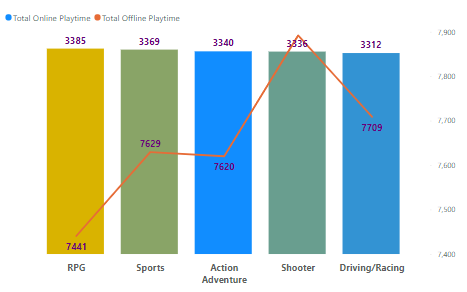 Total Online Playtime Total Offline Playtime
3385 3369 3340 3336 3312
7,900
7,800
7,700
7,600
7,500
7,400
7441 7629 7620 7709
RPG Sports Action Adventure Shooter Driving/Racing